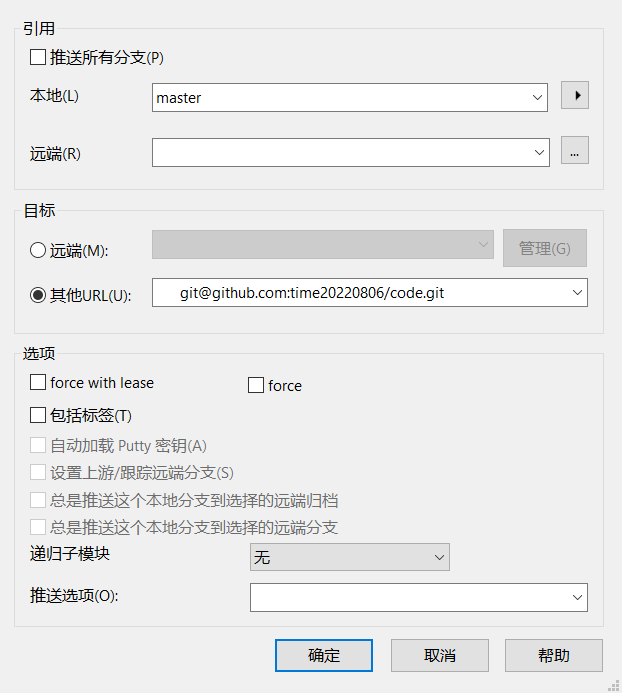 引用
推送所有分支(P)
本地(L) master
远端(R) ...
目标
远端(M): 管理(G)
其他URL(U): git@github.com:time20220806/code.git
选项
force with lease force
包括标签(T)
自动加载 Putty 密钥(A)
设置上游/跟踪远端分支(S)
总是推送这个本地分支到选择的远端归档
总是推送这个本地分支到选择的远端分支
递归子模块 无
推送选项(O):
确定 取消 帮助